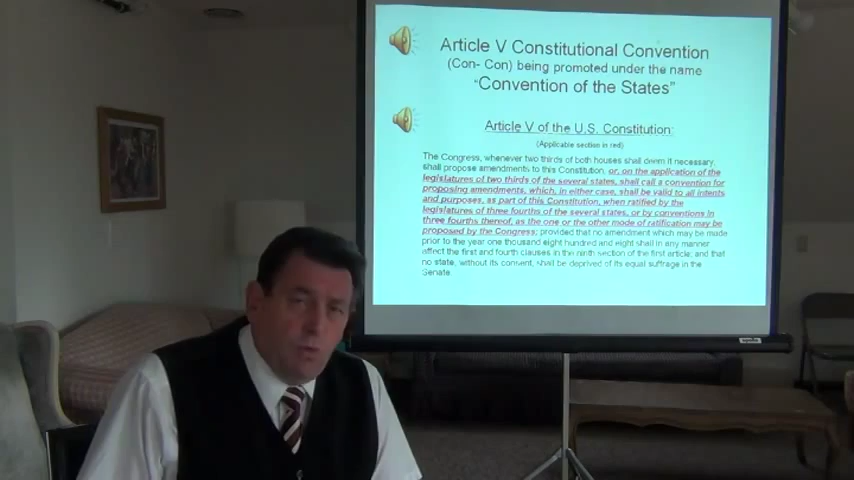 Article V Constitutional Convention
(Con- Con) being promoted under the name
"Convention of the States"
Article V of the U.S. Constitution:
(Applicable section in red)
The Congress, whenever two thirds of both houses shall deem it necessary,
shall propose amendments to this Constitution, or, on the application of the
legislatures of two thirds of the several states, shall call a convention for
proposing amendments, which, in either case, shall be valid to all intents
and purposes, as part of this Constitution, when ratified by the
legislatures of three fourths of the several states, or by conventions in
three fourths thereof, as the one or the other mode of ratification may be
proposed by the Congress; provided that no amendment which may be made
prior to the year one thousand eight hundred and eight shall in any manner
affect the first and fourth clauses in the ninth section of the first article; and that
no state, without its consent, shall be deprived of its equal suffrage in the
Senate.